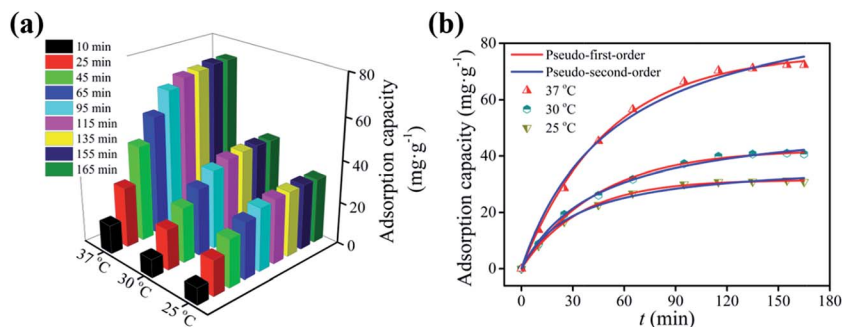 (a)
10 min
25 min
45 min
65 min
95 min
115 min
135 min
155 min
165 min
37 °C
30 °C
25 °C
0
20
40
60
80
Adsorption capacity
(mg·g⁻¹)
(b)
Adsorption capacity (mg·g⁻¹)
80
60
40
20
0
Pseudo-first-order
Pseudo-second-order
37 °C
30 °C
25 °C
0 30 60 90 120 150 180
t (min)